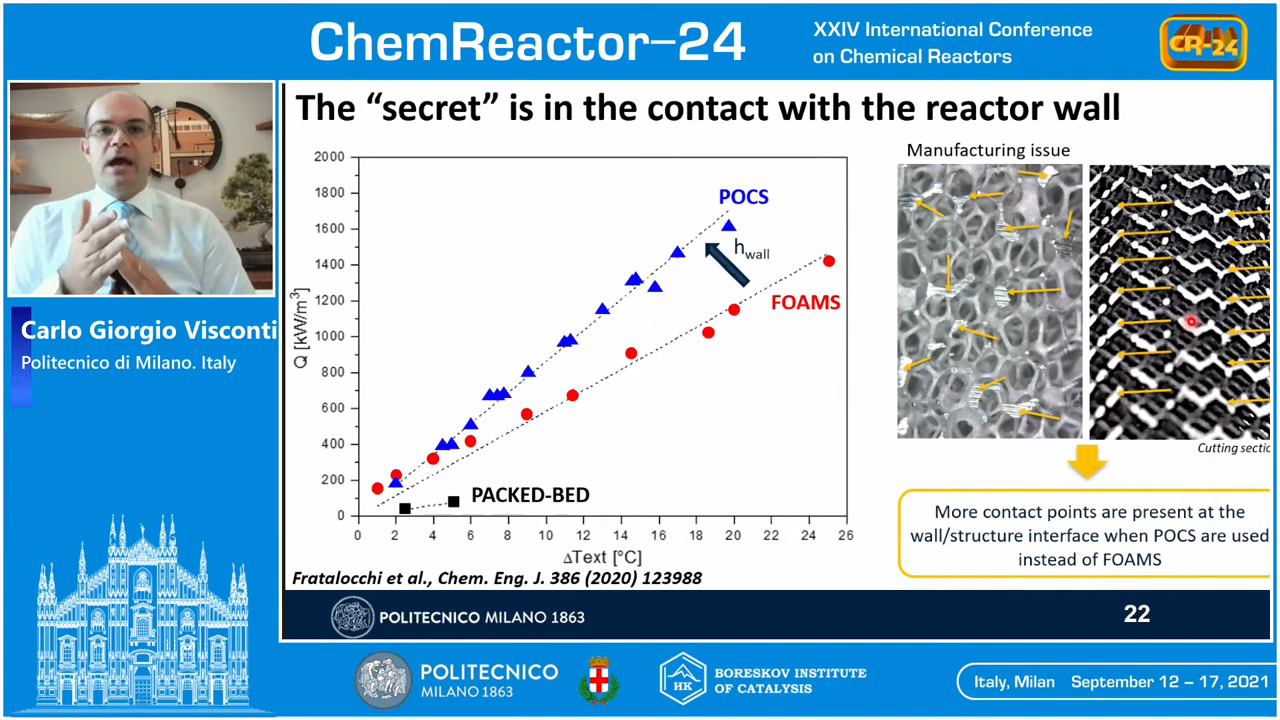 ChemReactor–24
XXIV International Conference
on Chemical Reactors
CR-24
Carlo Giorgio Visconti
Politecnico di Milano. Italy
The “secret” is in the contact with the reactor wall
2000
1800
1600
1400
1200
1000
800
600
400
200
0
Q [kW/m³]
0 2 4 6 8 10 12 14 16 18 20 22 24 26
ΔText [°C]
POCS
hwall
FOAMS
PACKED-BED
Fratalocchi et al., Chem. Eng. J. 386 (2020) 123988
Manufacturing issue
Cutting sectio
More contact points are present at the
wall/structure interface when POCS are used
instead of FOAMS
POLITECNICO MILANO 1863
22
POLITECNICO
MILANO 1863
НК
BORESKOV INSTITUTE
OF CATALYSIS
Italy, Milan September 12 – 17, 2021